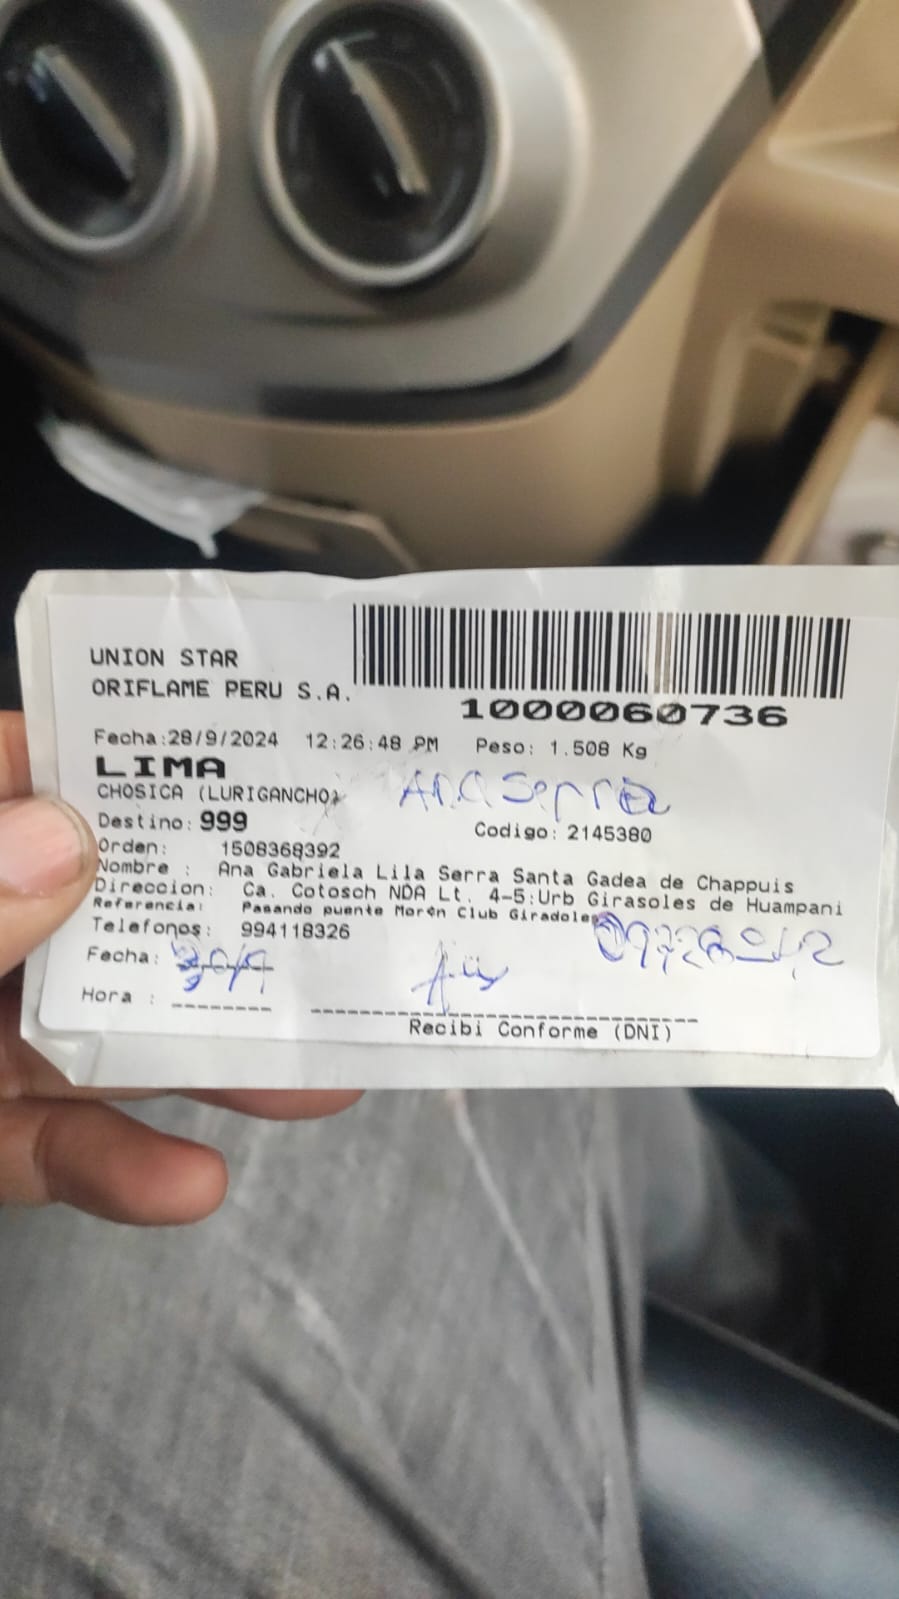 UNION STAR
ORIFLAME PERU S.A.
1000060736
Fecha:28/9/2024 12:26:48 PM Peso: 1.508 Kg
LIMA
CHOSICA (LURIGANCHO)
Ana Serra
Destino: 999 Codigo: 2145380
Orden: 1508368392
Nombre : Ana Gabriela Lila Serra Santa Gadea de Chappuis
Direccion: Ca. Cotosch NDA Lt. 4-5:Urb Girasoles de Huampani
Referencia: Pasando puente Morón Club Giradoles
Telefonos: 994118326
Fecha:
Hora :
Recibi Conforme (DNI)